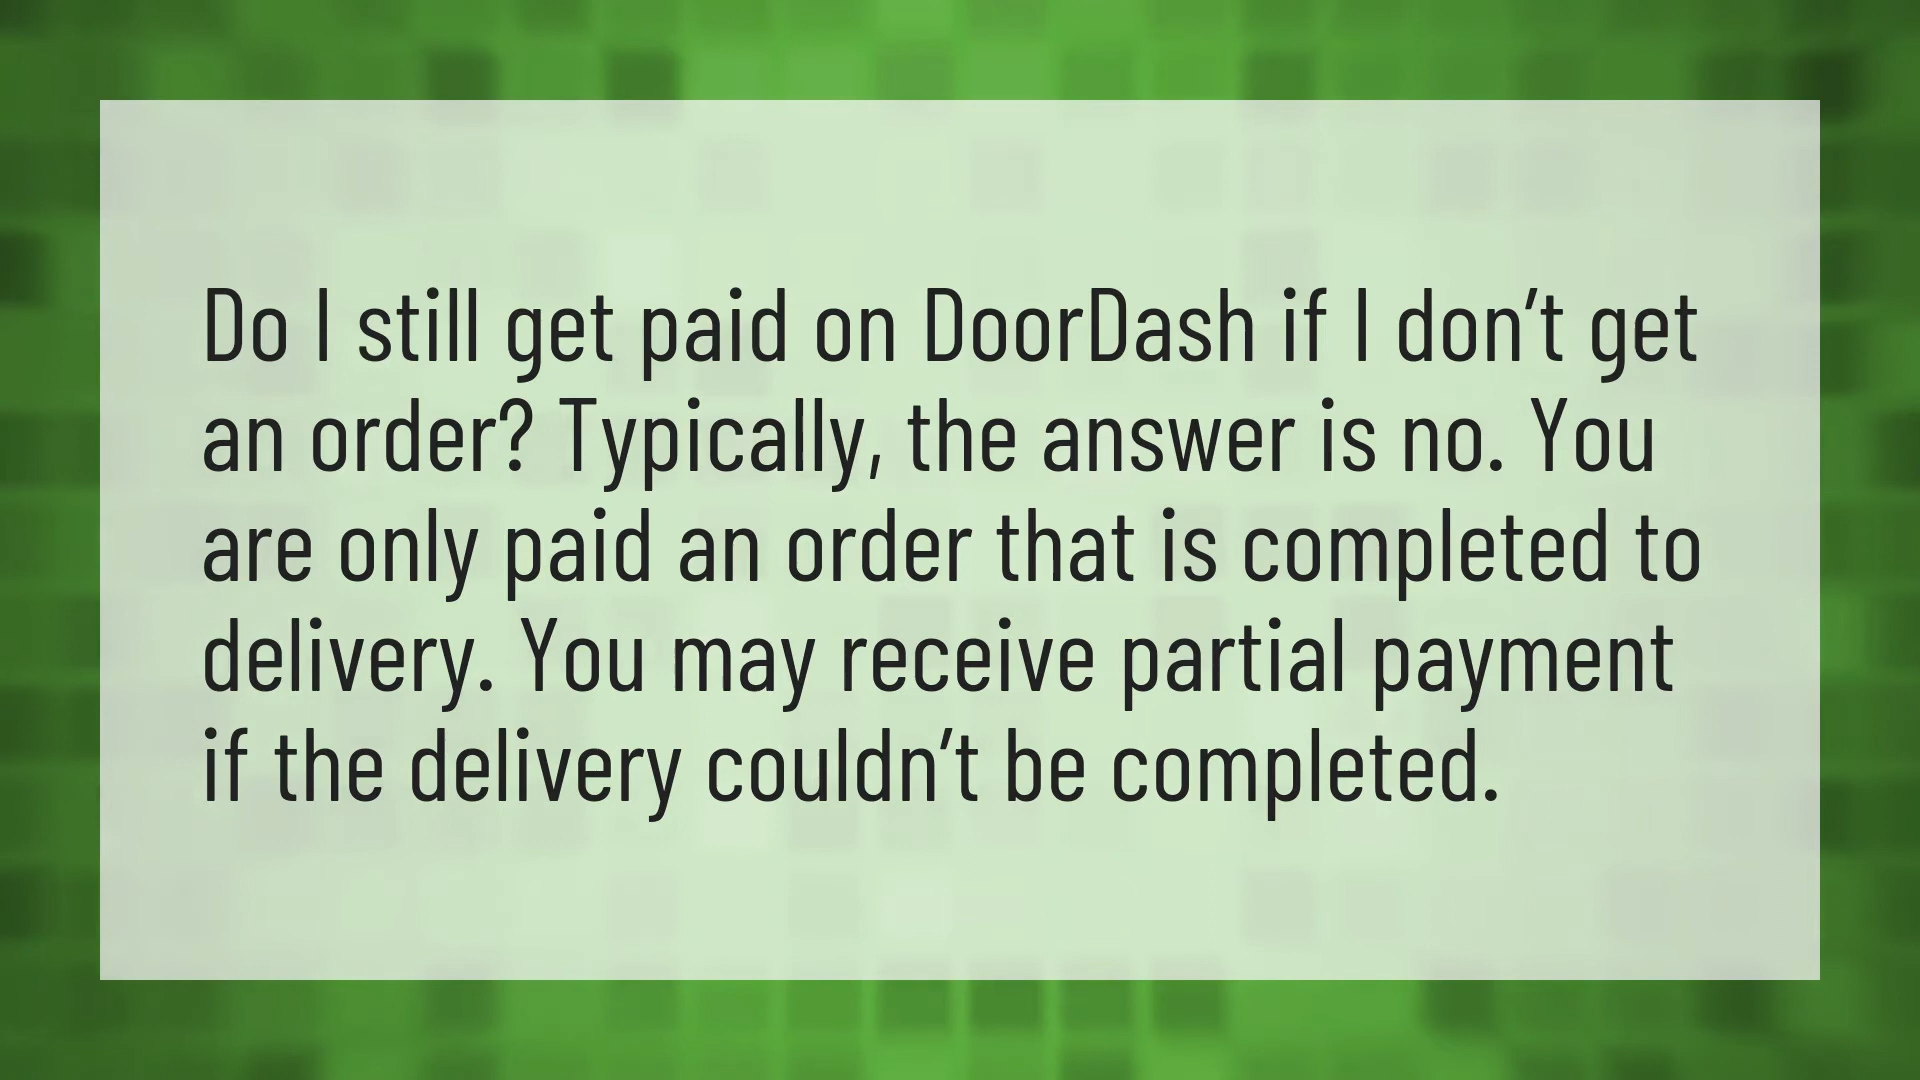 Do I still get paid on DoorDash if I don’t get
an order? Typically, the answer is no. You
are only paid an order that is completed to
delivery. You may receive partial payment
if the delivery couldn’t be completed.